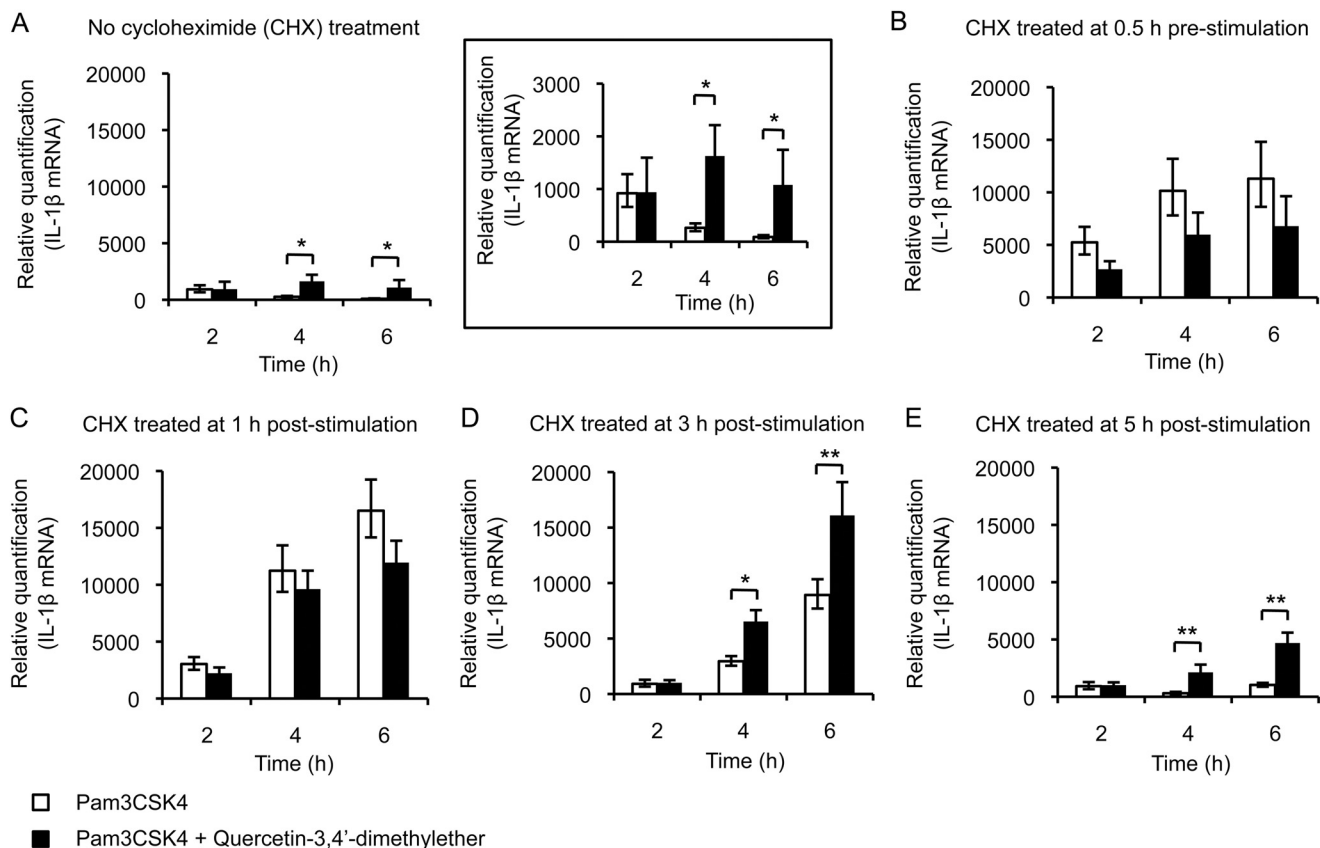 A
No cycloheximide (CHX) treatment
Relative quantification
(IL-1β mRNA)
20000
15000
10000
5000
0
*
*
2
4
6
Time (h)
Relative quantification
(IL-1β mRNA)
3000
2000
1000
0
*
*
2
4
6
Time (h)
B
CHX treated at 0.5 h pre-stimulation
Relative quantification
(IL-1β mRNA)
20000
15000
10000
5000
0
2
4
6
Time (h)
C
CHX treated at 1 h post-stimulation
Relative quantification
(IL-1β mRNA)
20000
15000
10000
5000
0
2
4
6
Time (h)
D
CHX treated at 3 h post-stimulation
Relative quantification
(IL-1β mRNA)
20000
15000
10000
5000
0
*
**
2
4
6
Time (h)
E
CHX treated at 5 h post-stimulation
Relative quantification
(IL-1β mRNA)
20000
15000
10000
5000
0
**
**
2
4
6
Time (h)
Pam3CSK4
Pam3CSK4 + Quercetin-3,4’-dimethylether